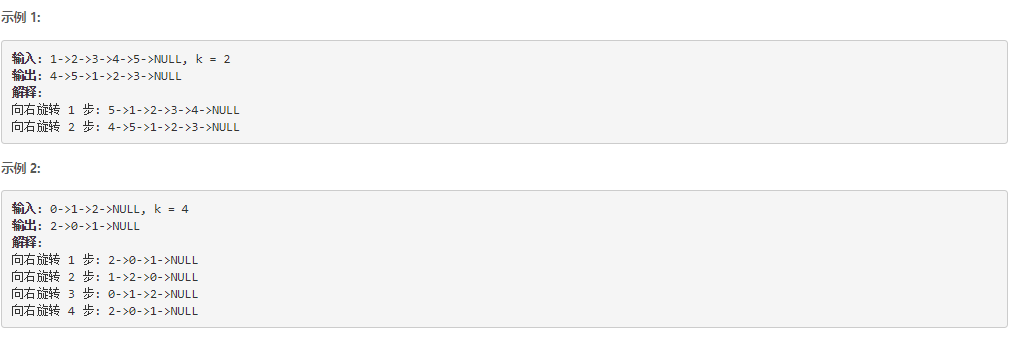 示例 1:
输入: 1->2->3->4->5->NULL, k = 2
输出: 4->5->1->2->3->NULL
解释:
向右旋转 1 步: 5->1->2->3->4->NULL
向右旋转 2 步: 4->5->1->2->3->NULL
示例 2:
输入: 0->1->2->NULL, k = 4
输出: 2->0->1->NULL
解释:
向右旋转 1 步: 2->0->1->NULL
向右旋转 2 步: 1->2->0->NULL
向右旋转 3 步: 0->1->2->NULL
向右旋转 4 步: 2->0->1->NULL